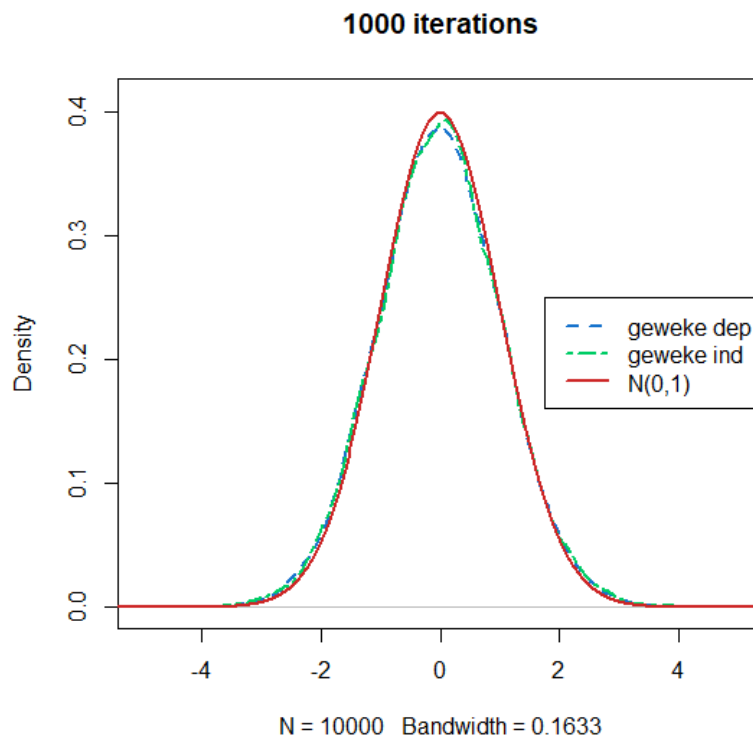 1000 iterations
Density
0.4
0.3
0.2
0.1
0.0
geweke dep
geweke ind
N(0,1)
-4 -2 0 2 4
N = 10000 Bandwidth = 0.1633